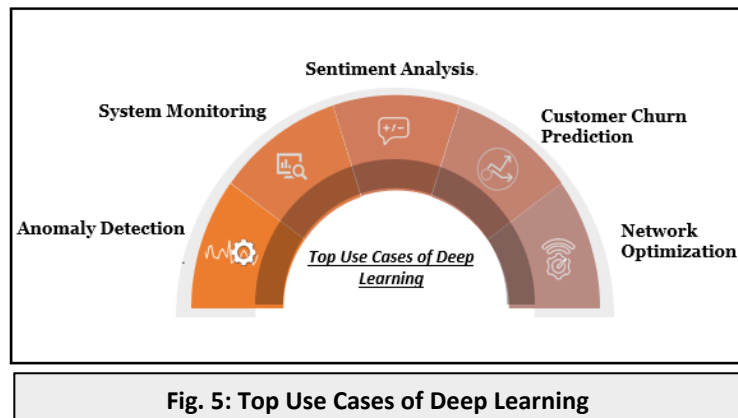 Sentiment Analysis.
System Monitoring
Customer Churn
Prediction
Anomaly Detection
Network
Optimization
+/−
Top Use Cases of Deep
Learning
Fig. 5: Top Use Cases of Deep Learning